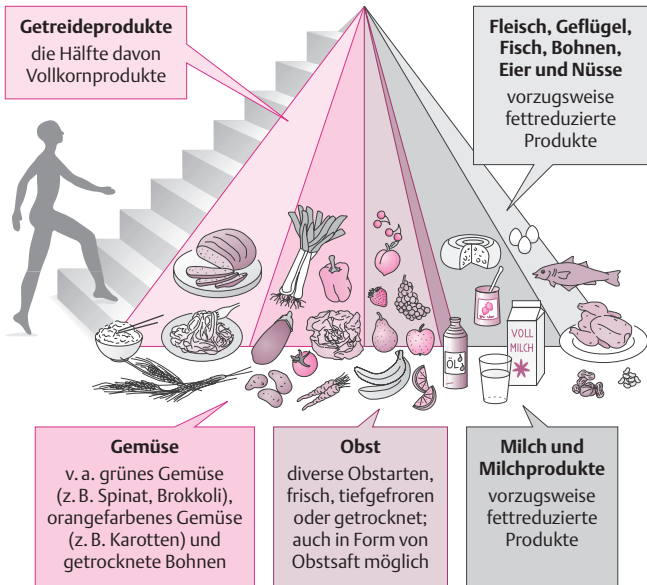 Getreideprodukte
die Hälfte davon
Vollkornprodukte
Fleisch, Geflügel,
Fisch, Bohnen,
Eier und Nüsse
vorzugsweise
fettreduzierte
Produkte
ÖL
VOLL
MILCH
Gemüse
v. a. grünes Gemüse
(z. B. Spinat, Brokkoli),
orangefarbenes Gemüse
(z. B. Karotten) und
getrocknete Bohnen
Obst
diverse Obstarten,
frisch, tiefgefroren
oder getrocknet;
auch in Form von
Obstsaft möglich
Milch und
Milchprodukte
vorzugsweise
fettreduzierte
Produkte